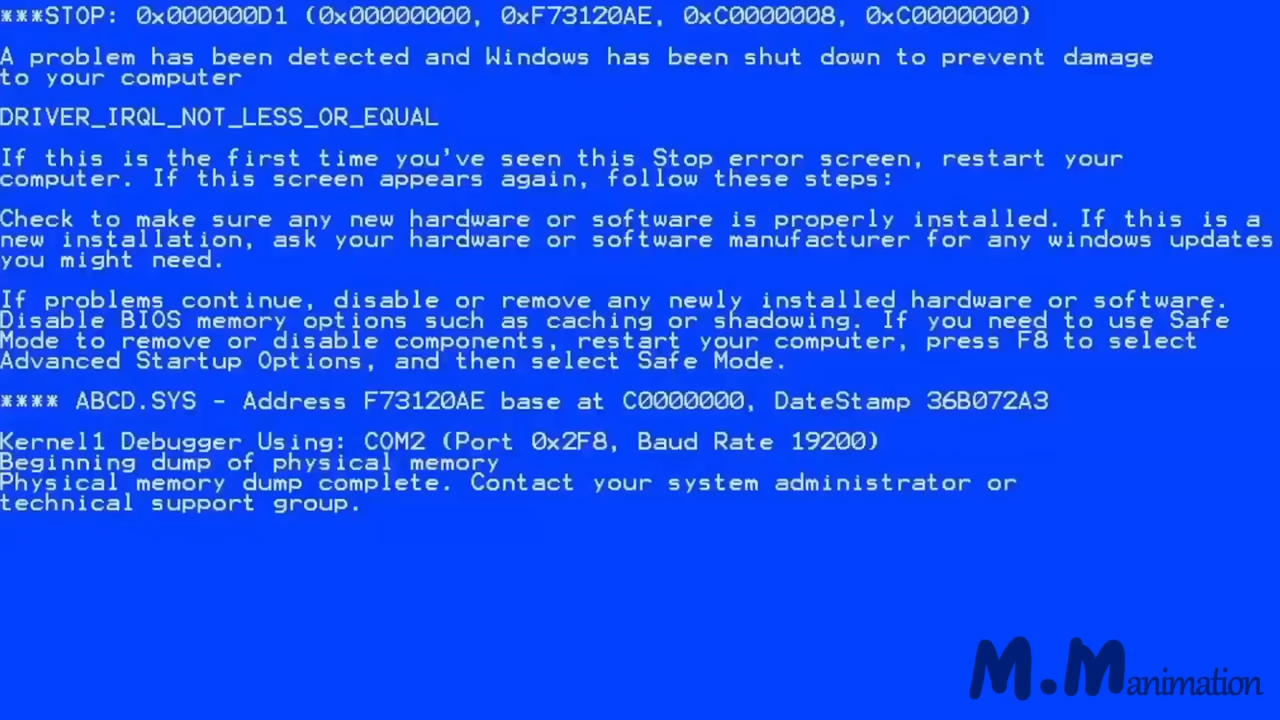 ***STOP: 0x000000D1 (0x00000000, 0xF73120AE, 0xC0000008, 0xC0000000)
A problem has been detected and Windows has been shut down to prevent damage
to your computer
DRIVER_IRQL_NOT_LESS_OR_EQUAL
If this is the first time you've seen this Stop error screen, restart your
computer. If this screen appears again, follow these steps:
Check to make sure any new hardware or software is properly installed. If this is a
new installation, ask your hardware or software manufacturer for any windows updates
you might need.
If problems continue, disable or remove any newly installed hardware or software.
Disable BIOS memory options such as caching or shadowing. If you need to use Safe
Mode to remove or disable components, restart your computer, press F8 to select
Advanced Startup Options, and then select Safe Mode.
**** ABCD.SYS - Address F73120AE base at C0000000, DateStamp 36B072A3
Kernel1 Debugger Using: COM2 (Port 0x2F8, Baud Rate 19200)
Beginning dump of physical memory
Physical memory dump complete. Contact your system administrator or
technical support group.
M.Manimation